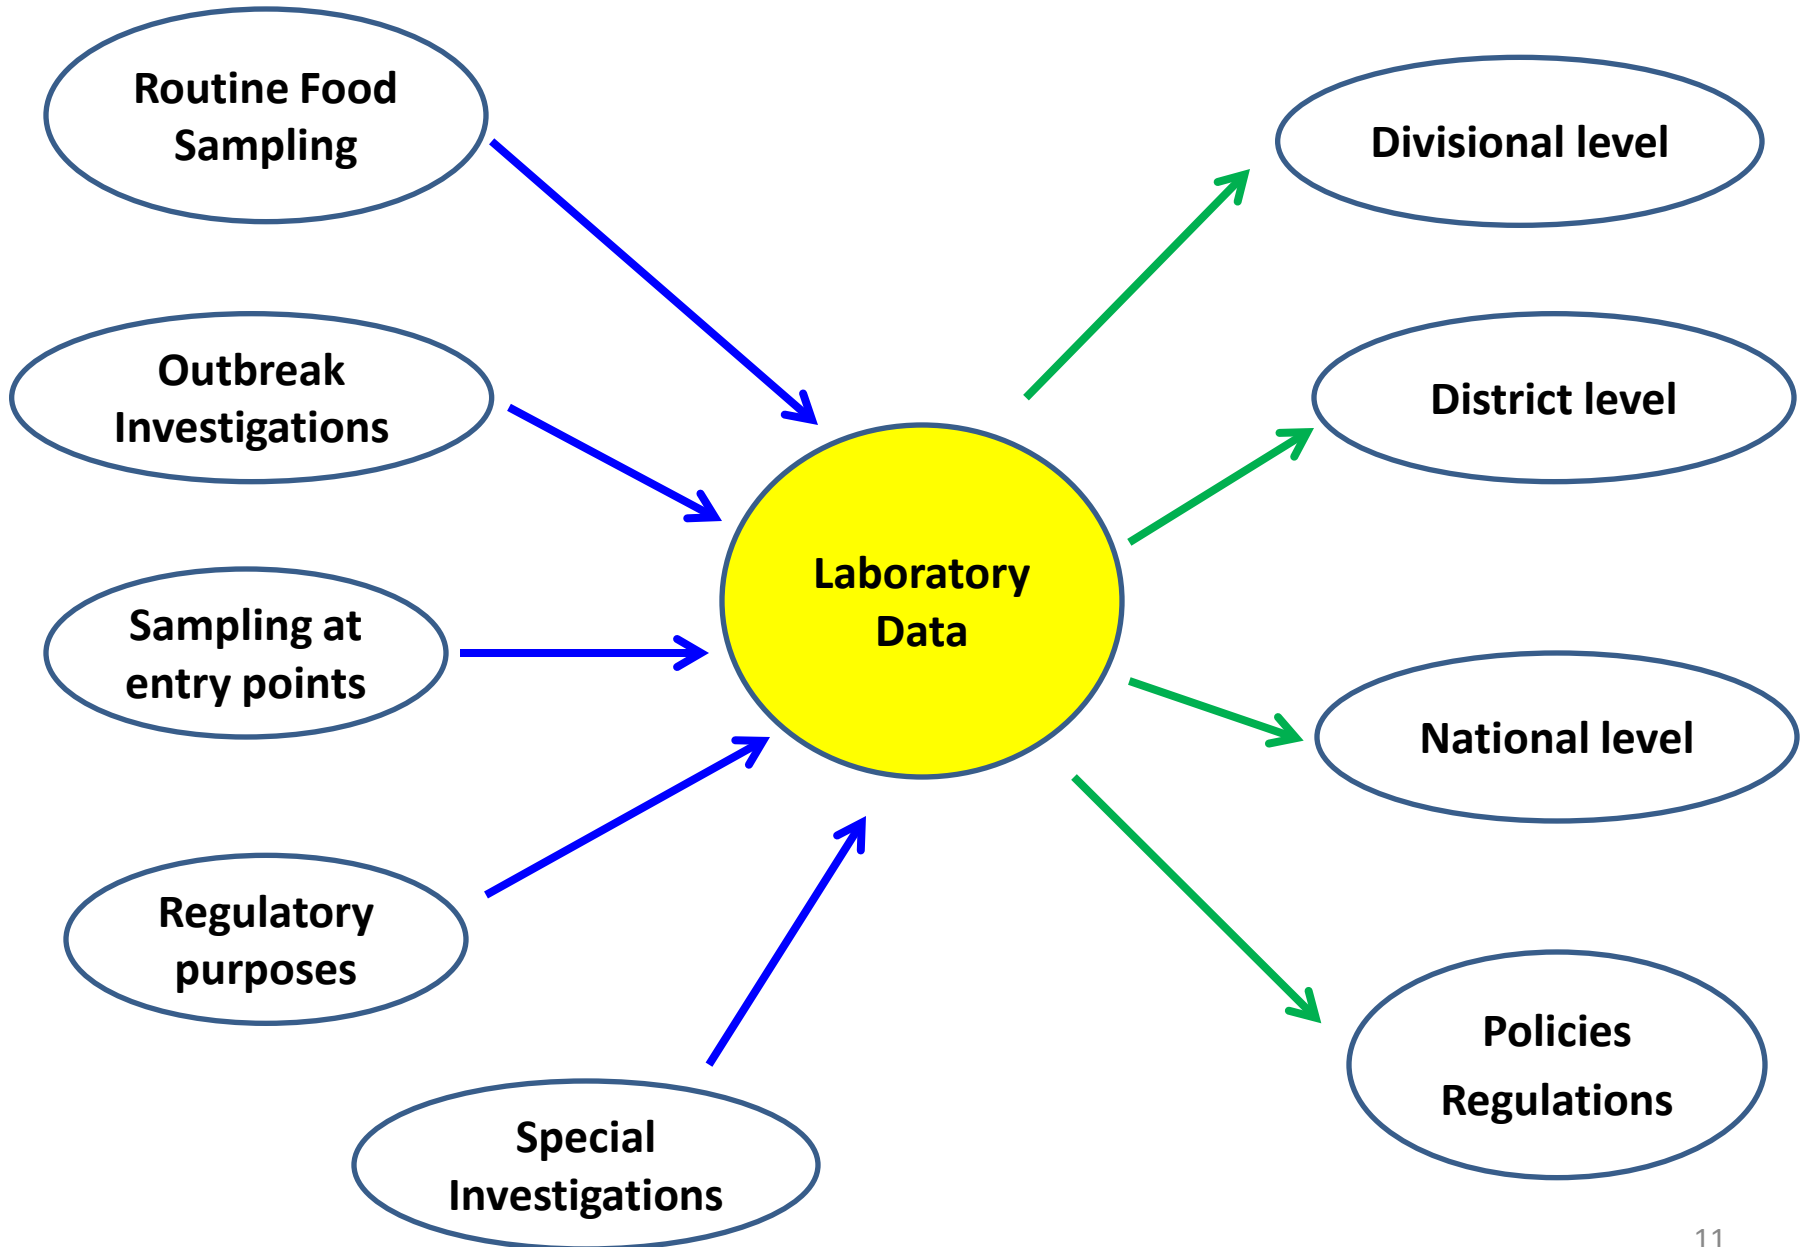 Routine Food
Sampling
Outbreak
Investigations
Sampling at
entry points
Regulatory
purposes
Special
Investigations
Laboratory
Data
Divisional level
District level
National level
Policies
Regulations
11